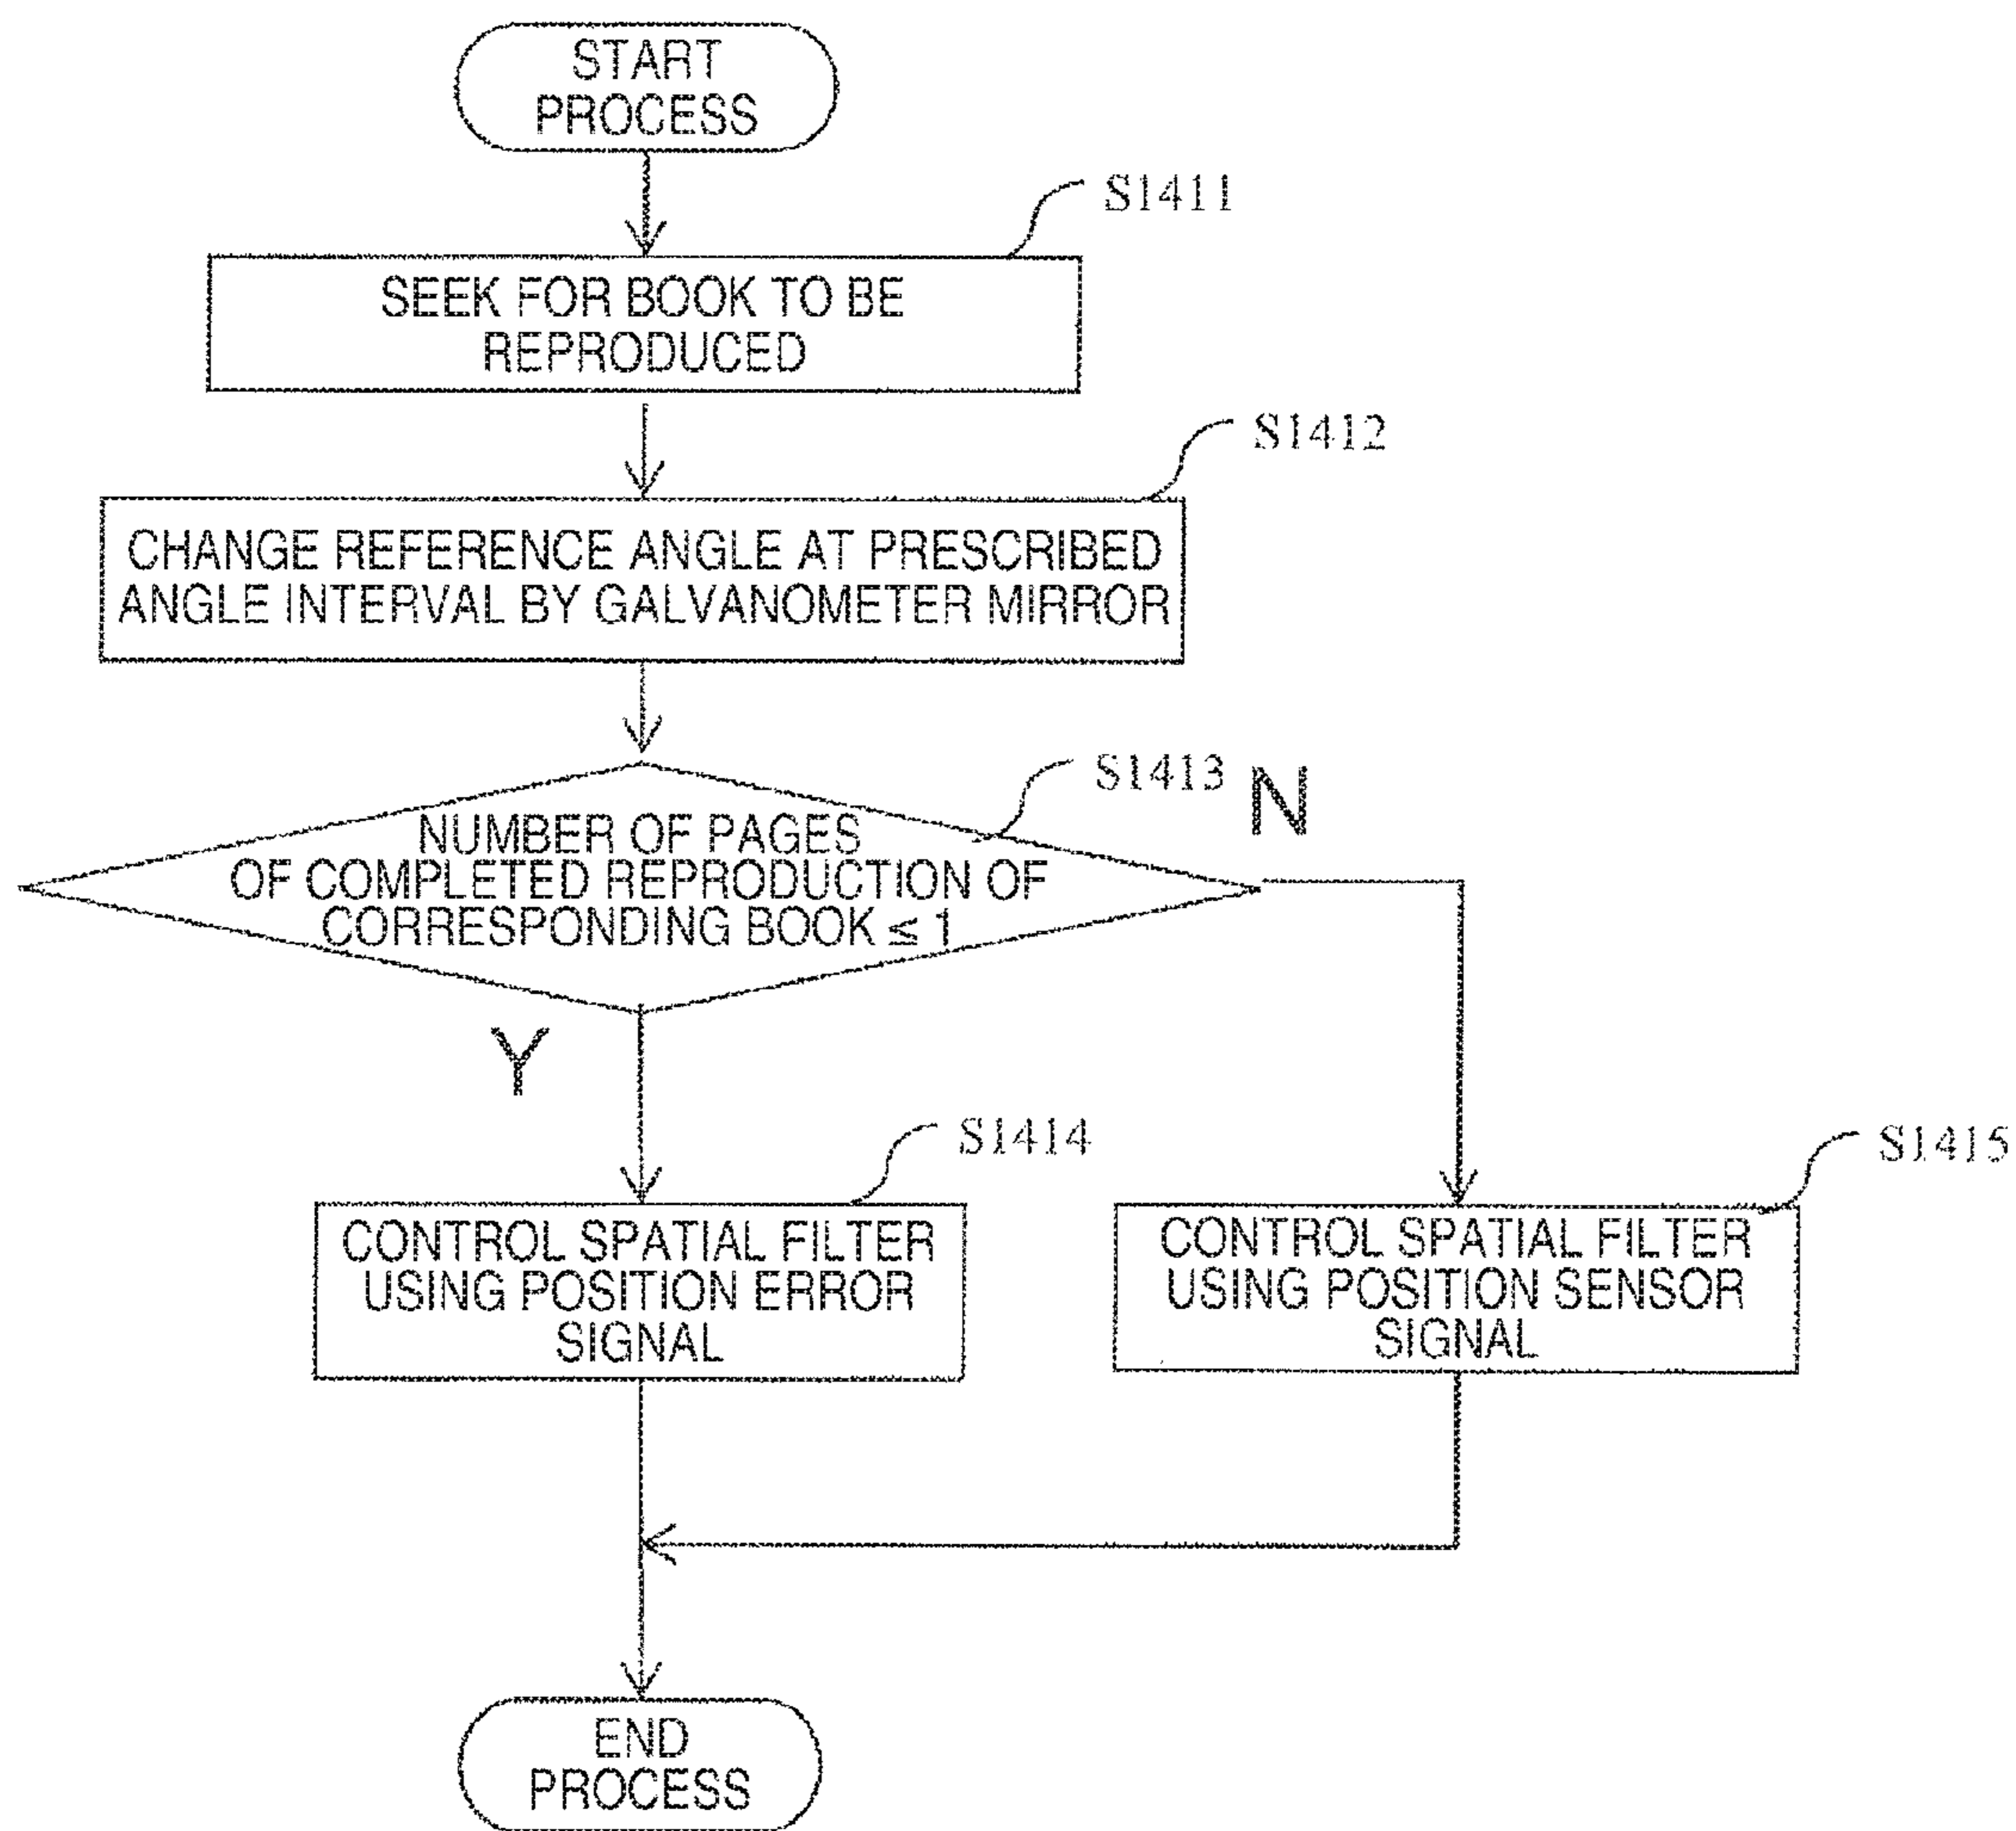 START
PROCESS
S1411
SEEK FOR BOOK TO BE
REPRODUCED
S1412
CHANGE REFERENCE ANGLE AT PRESCRIBED
ANGLE INTERVAL BY GALVANOMETER MIRROR
S1413
N
NUMBER OF PAGES
OF COMPLETED REPRODUCTION OF
CORRESPONDING BOOK ≤ 1
Y
S1414
CONTROL SPATIAL FILTER
USING POSITION ERROR
SIGNAL
S1415
CONTROL SPATIAL FILTER
USING POSITION SENSOR
SIGNAL
END
PROCESS